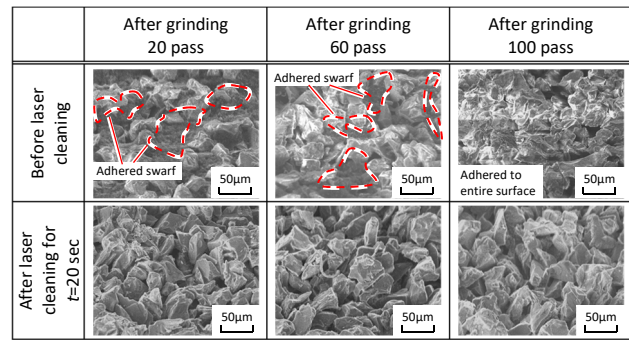 After grinding
20 pass
After grinding
60 pass
After grinding
100 pass
Before laser
cleaning
Adhered swarf
50μm
Adhered swarf
50μm
Adhered to
entire surface
50μm
After laser
cleaning for
t=20 sec
50μm
50μm
50μm